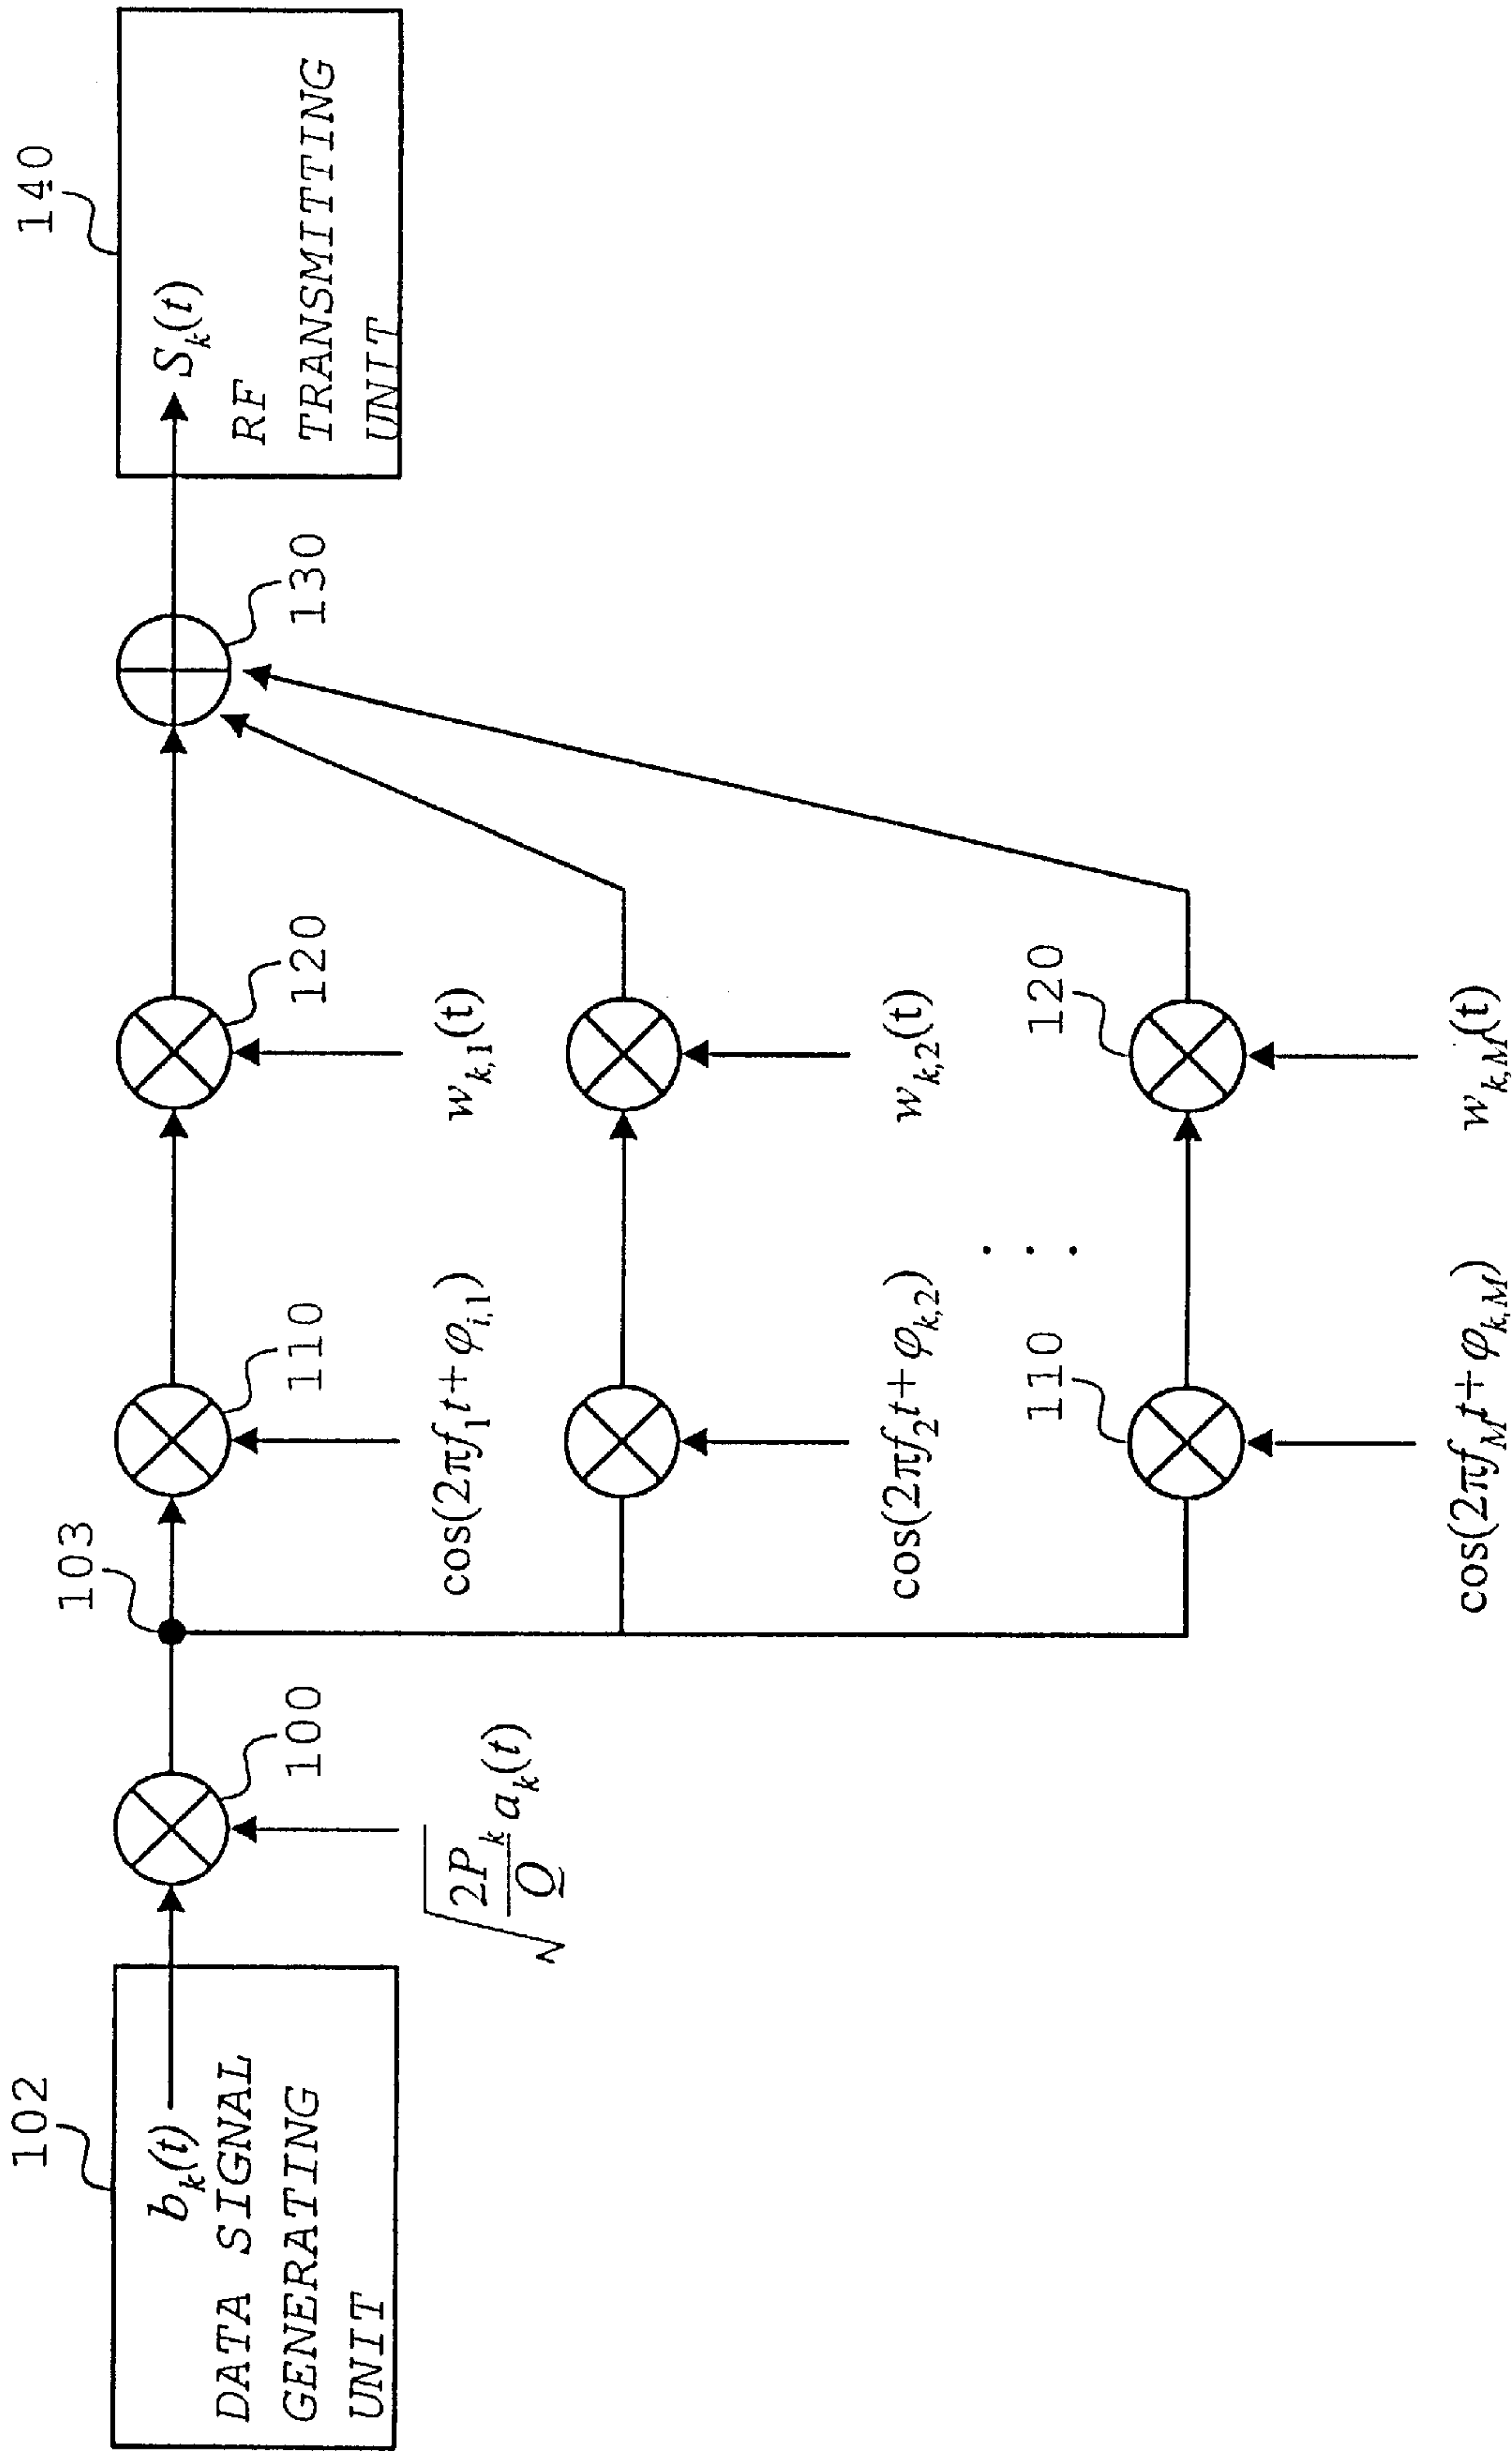 102
b_k(t)
DATA SIGNAL
GENERATING
UNIT
100
√(2P_k/Q) a_k(t)
103
110
cos(2πf_1t+φ_{i,1})
120
w_{k,1}(t)
130
140
S_k(t)
RF
TRANSMITTING
UNIT
cos(2πf_2t+φ_{k,2})
w_{k,2}(t)
. . .
110
cos(2πf_Mt+φ_{k,M})
120
w_{k,M}(t)